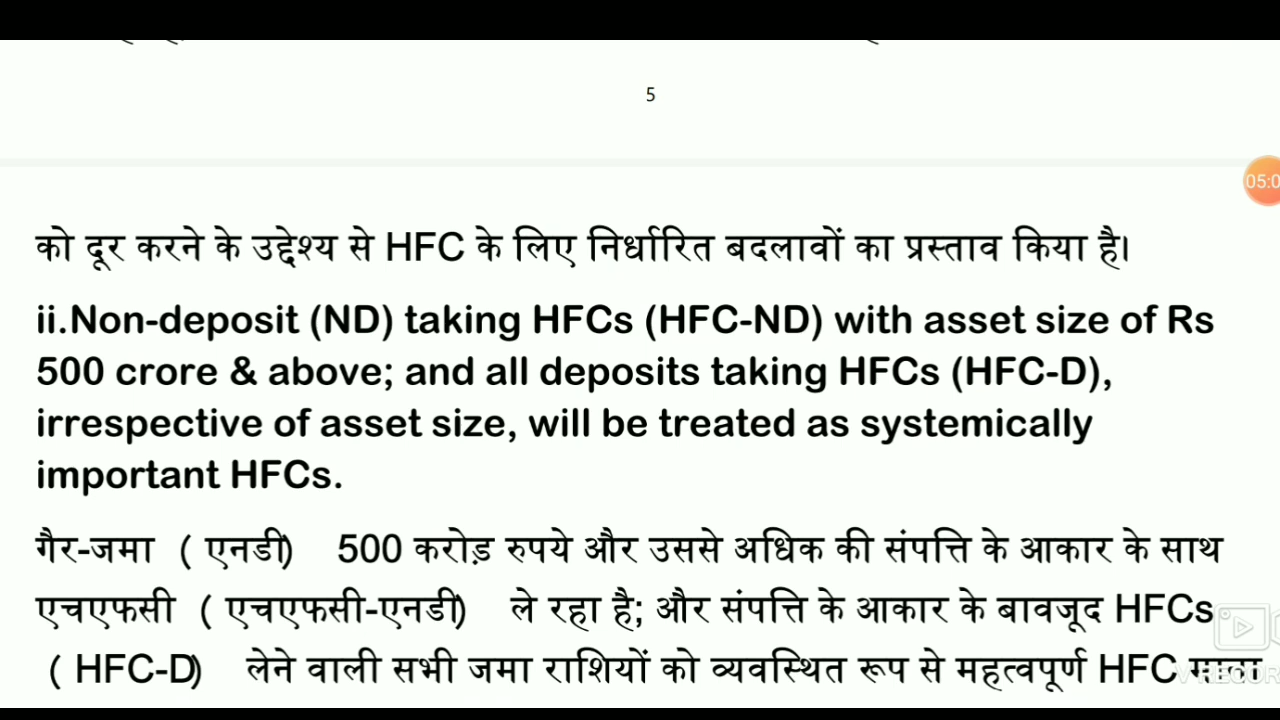 5
05:0
को दूर करने के उद्देश्य से HFC के लिए निर्धारित बदलावों का प्रस्ताव किया है।
ii.Non-deposit (ND) taking HFCs (HFC-ND) with asset size of Rs
500 crore & above; and all deposits taking HFCs (HFC-D),
irrespective of asset size, will be treated as systemically
important HFCs.
गैर-जमा ( एनडी) 500 करोड़ रुपये और उससे अधिक की संपत्ति के आकार के साथ
एचएफसी ( एचएफसी-एनडी) ले रहा है; और संपत्ति के आकार के बावजूद HFCs
( HFC-D) लेने वाली सभी जमा राशियों को व्यवस्थित रूप से महत्वपूर्ण HFC माना
V RECOR